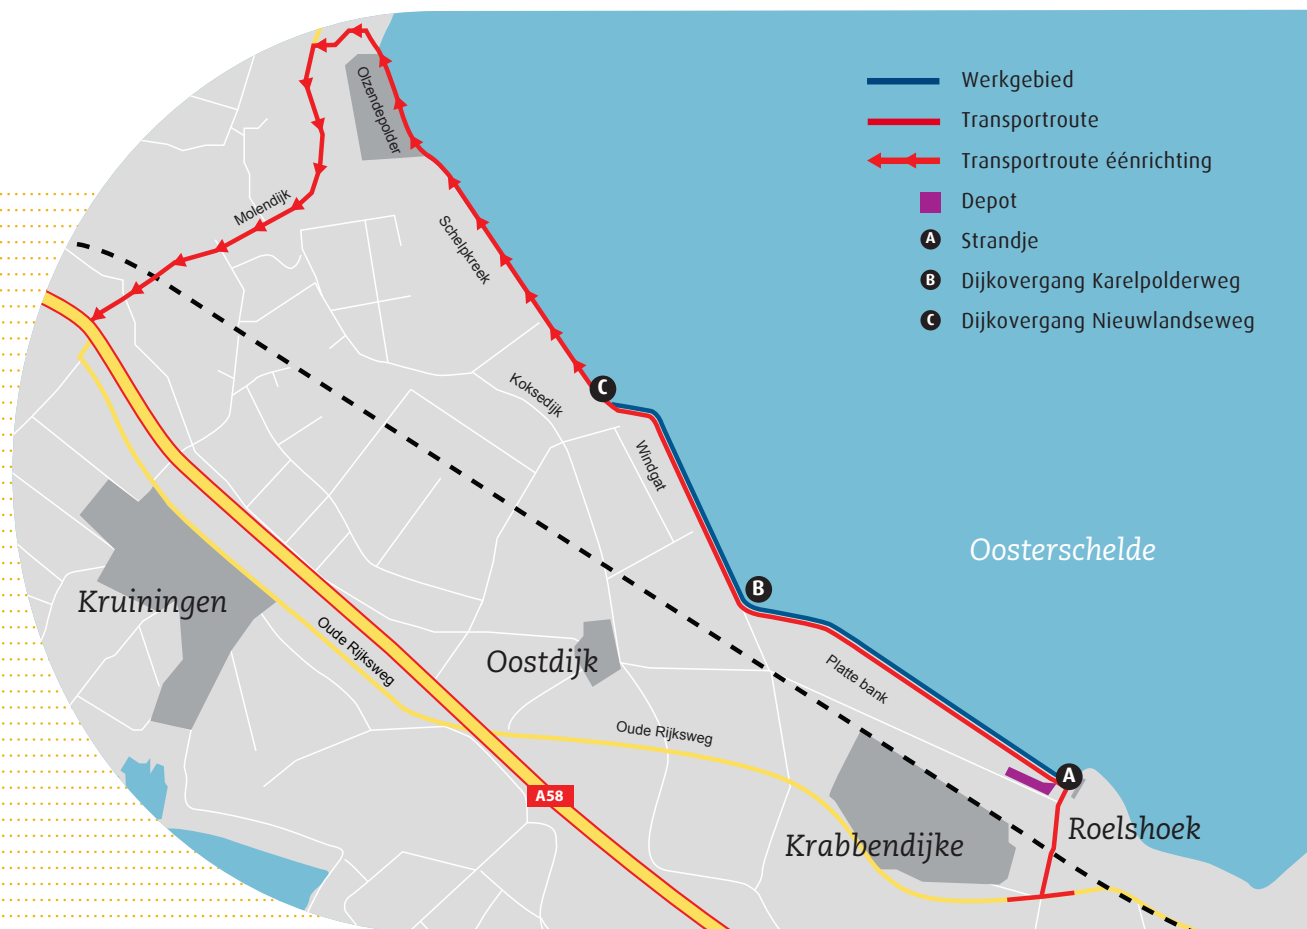 Werkgebied
Transportroute
Transportroute éénrichting
Depot
A Strandje
B Dijkovergang Karelpolderweg
C Dijkovergang Nieuwlandseweg
Olzendepolder
Molendijk
Schelpkreek
C
Koksedijk
Windgat
Oosterschelde
B
Kruiningen
Oude Rijksweg
Oostdijk
Platte bank
Oude Rijksweg
A
A58
Krabbendijke
Roelshoek